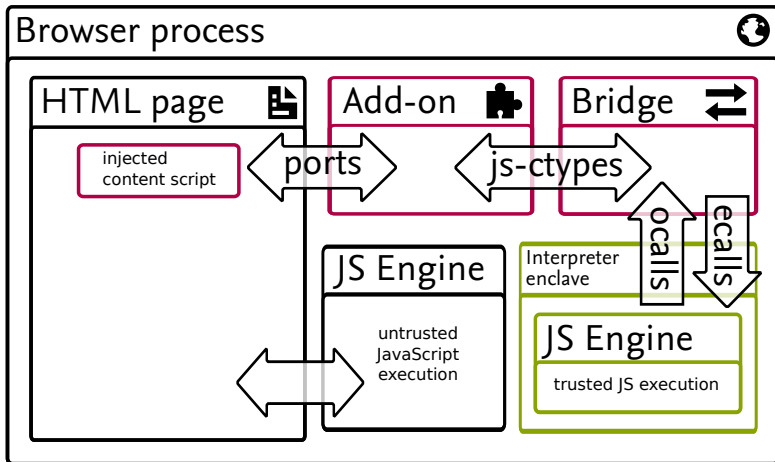 Browser process
HTML page
Add-on
Bridge
injected
content script
ports
js-ctypes
ocalls
ecalls
JS Engine
Interpreter
enclave
untrusted
JavaScript
execution
JS Engine
trusted JS execution